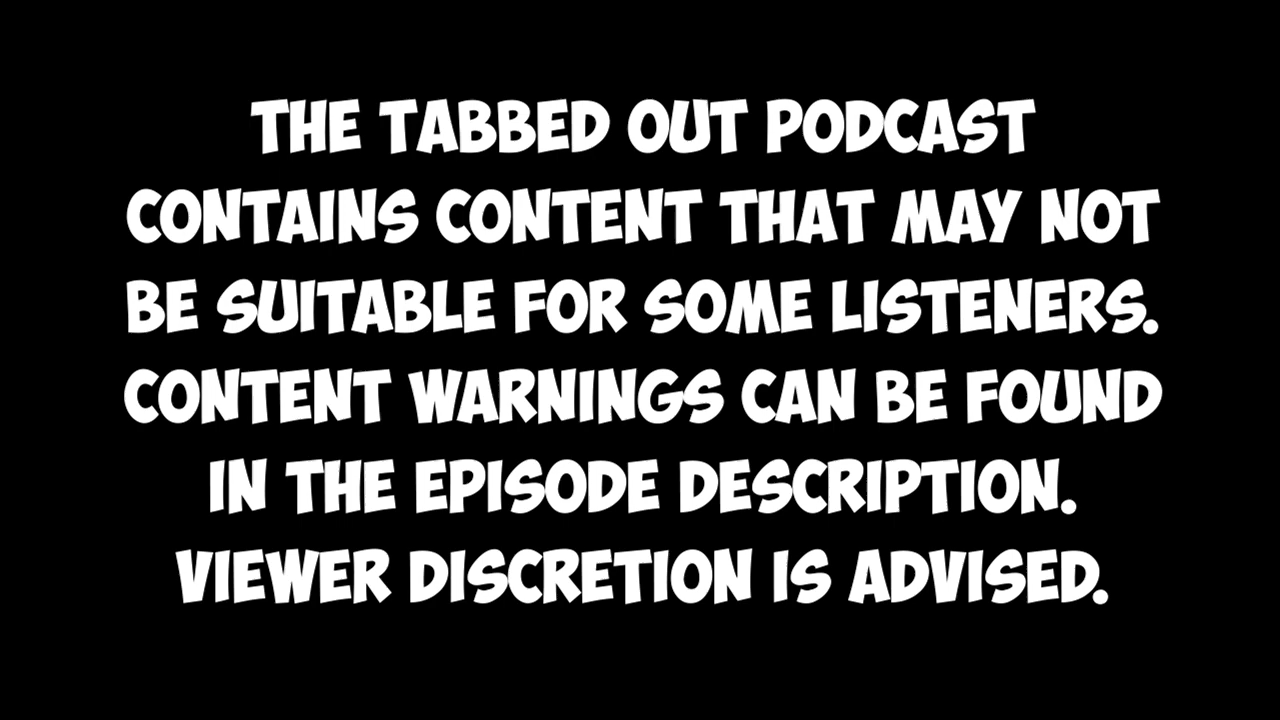 THE TABBED OUT PODCAST
CONTAINS CONTENT THAT MAY NOT
BE SUITABLE FOR SOME LISTENERS.
CONTENT WARNINGS CAN BE FOUND
IN THE EPISODE DESCRIPTION.
VIEWER DISCRETION IS ADVISED.